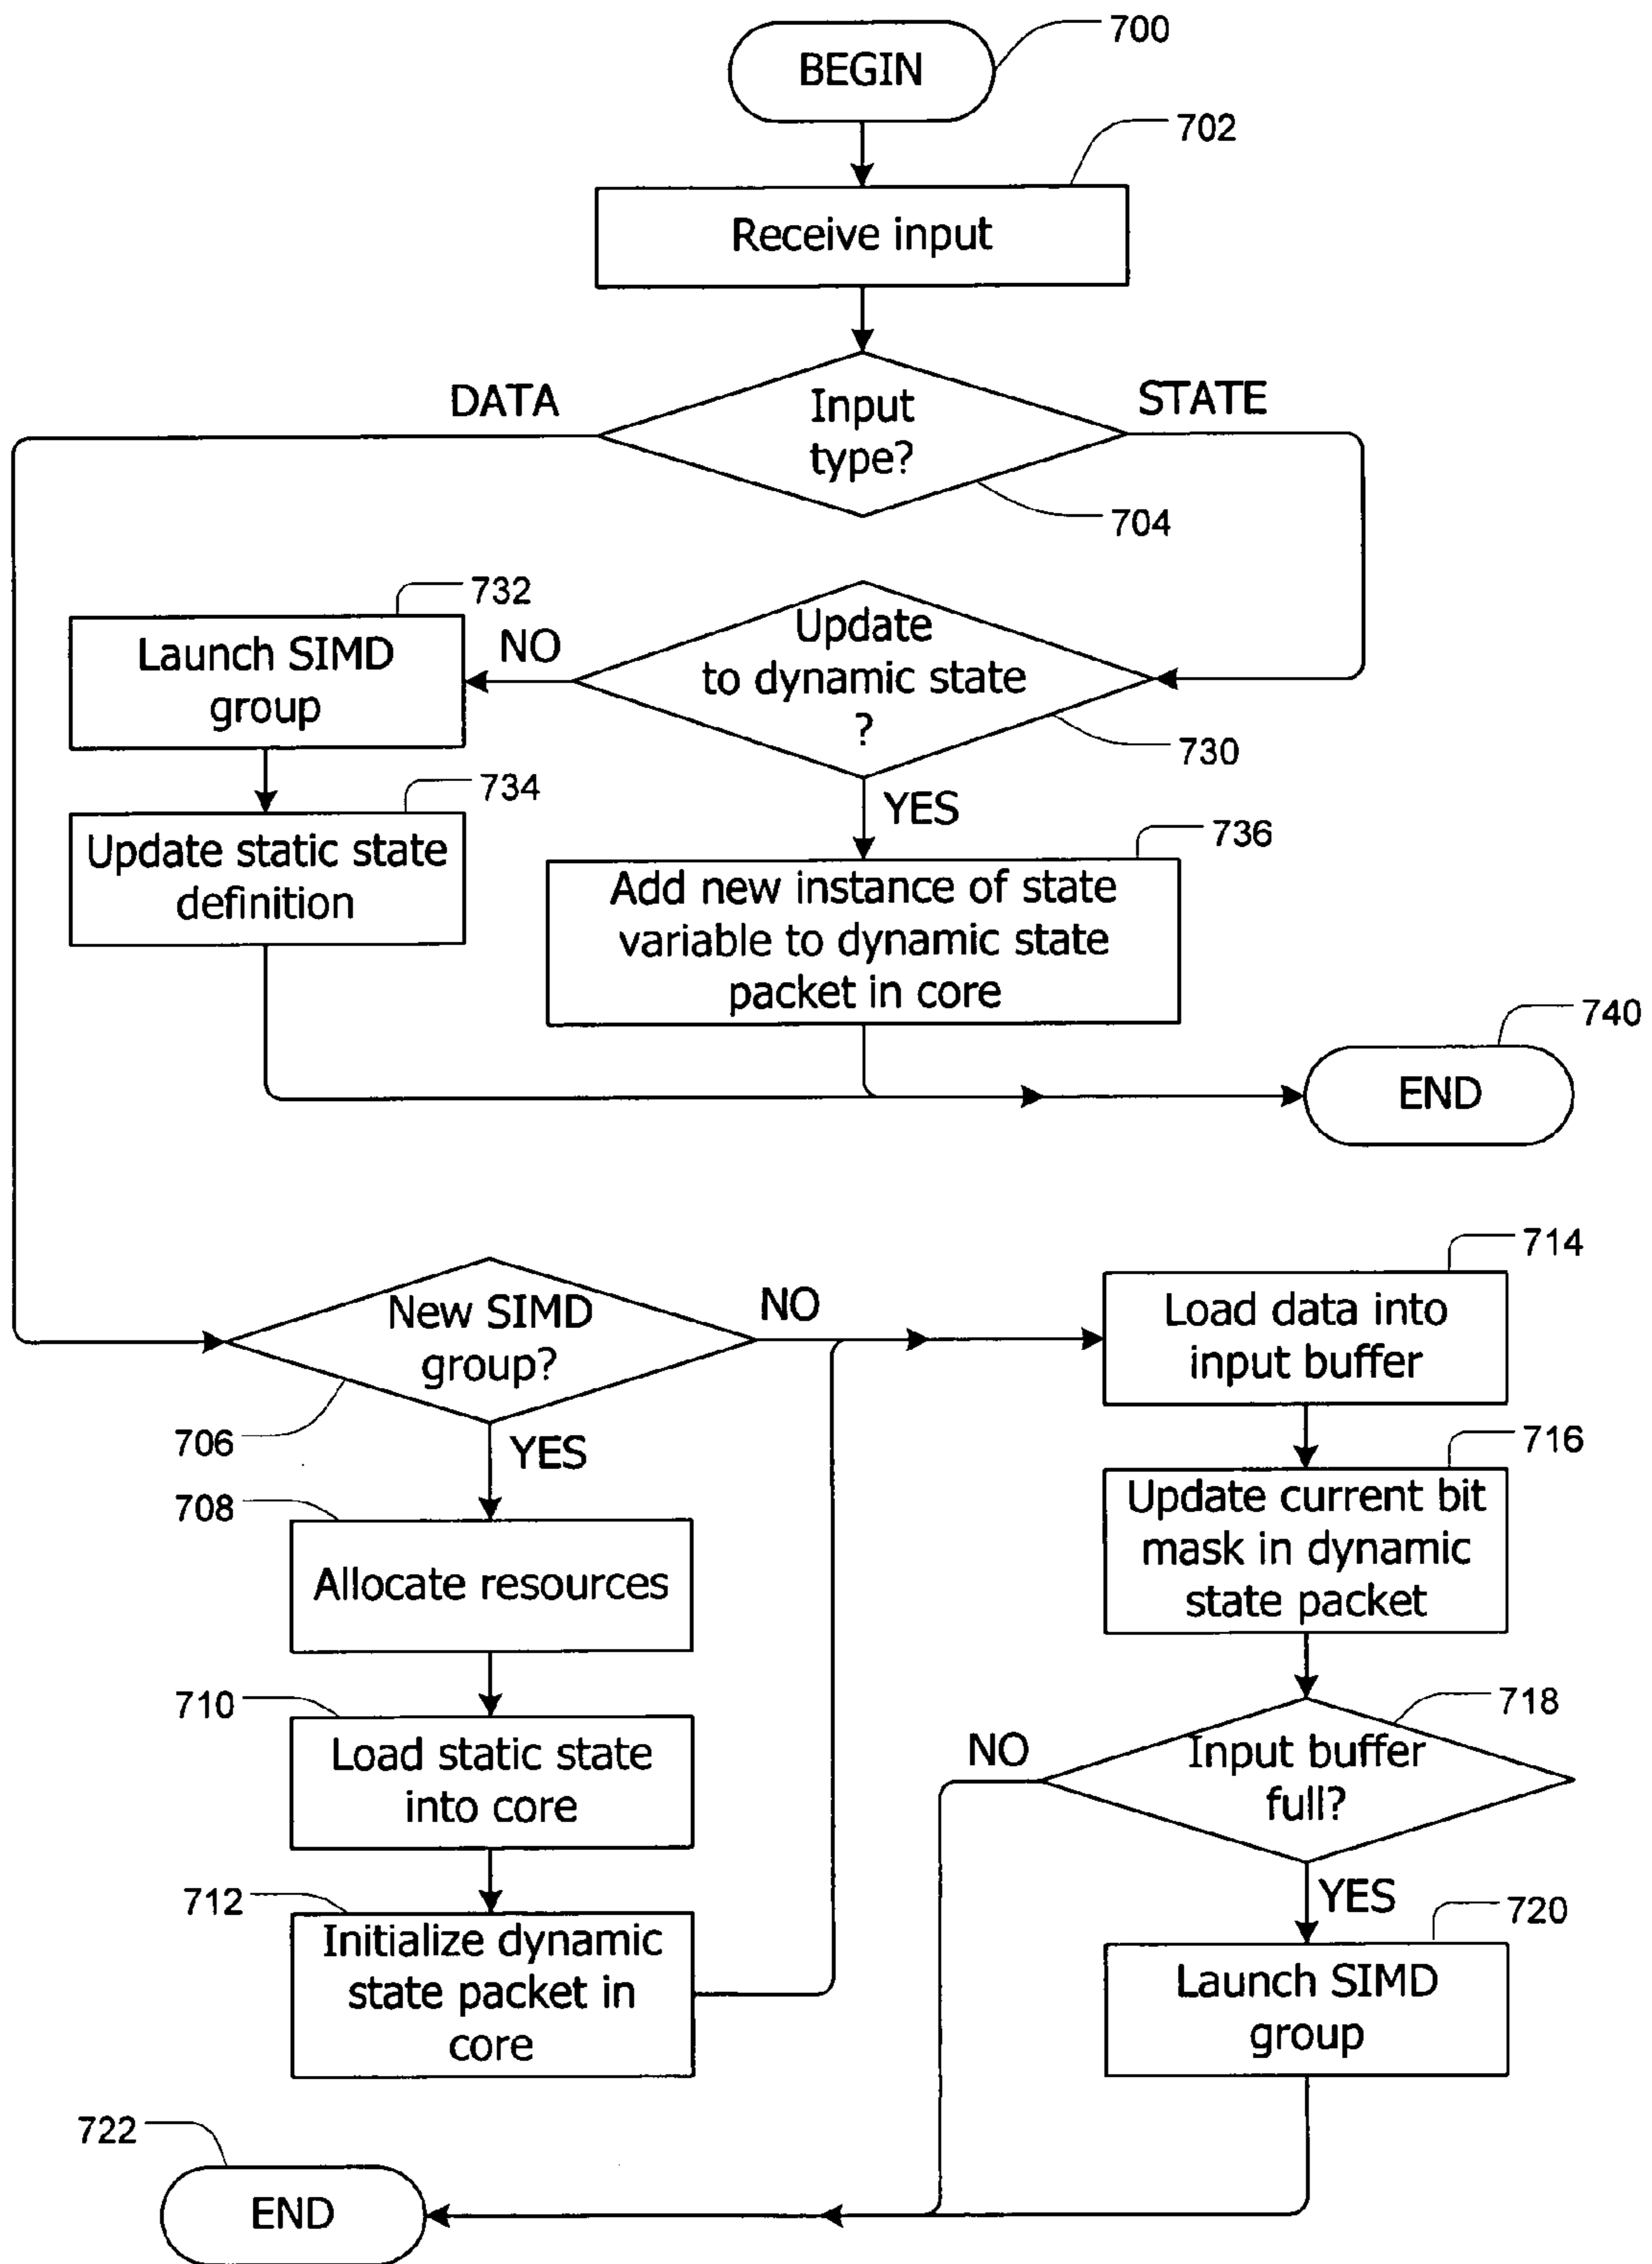 700
BEGIN
702
Receive input
DATA
STATE
Input
type?
704
732
Launch SIMD
group
NO
Update
to dynamic state
?
730
734
YES
Update static state
definition
736
Add new instance of state
variable to dynamic state
packet in core
740
END
714
New SIMD
group?
NO
Load data into
input buffer
706
YES
716
Update current bit
mask in dynamic
state packet
708
Allocate resources
710
Load static state
into core
718
NO
Input buffer
full?
712
YES
720
Initialize dynamic
state packet in
core
Launch SIMD
group
722
END